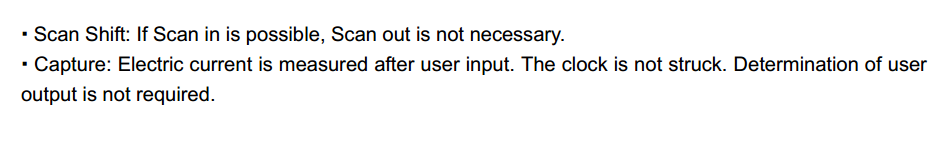 ・Scan Shift: If Scan in is possible, Scan out is not necessary.
・Capture: Electric current is measured after user input. The clock is not struck. Determination of user
output is not required.